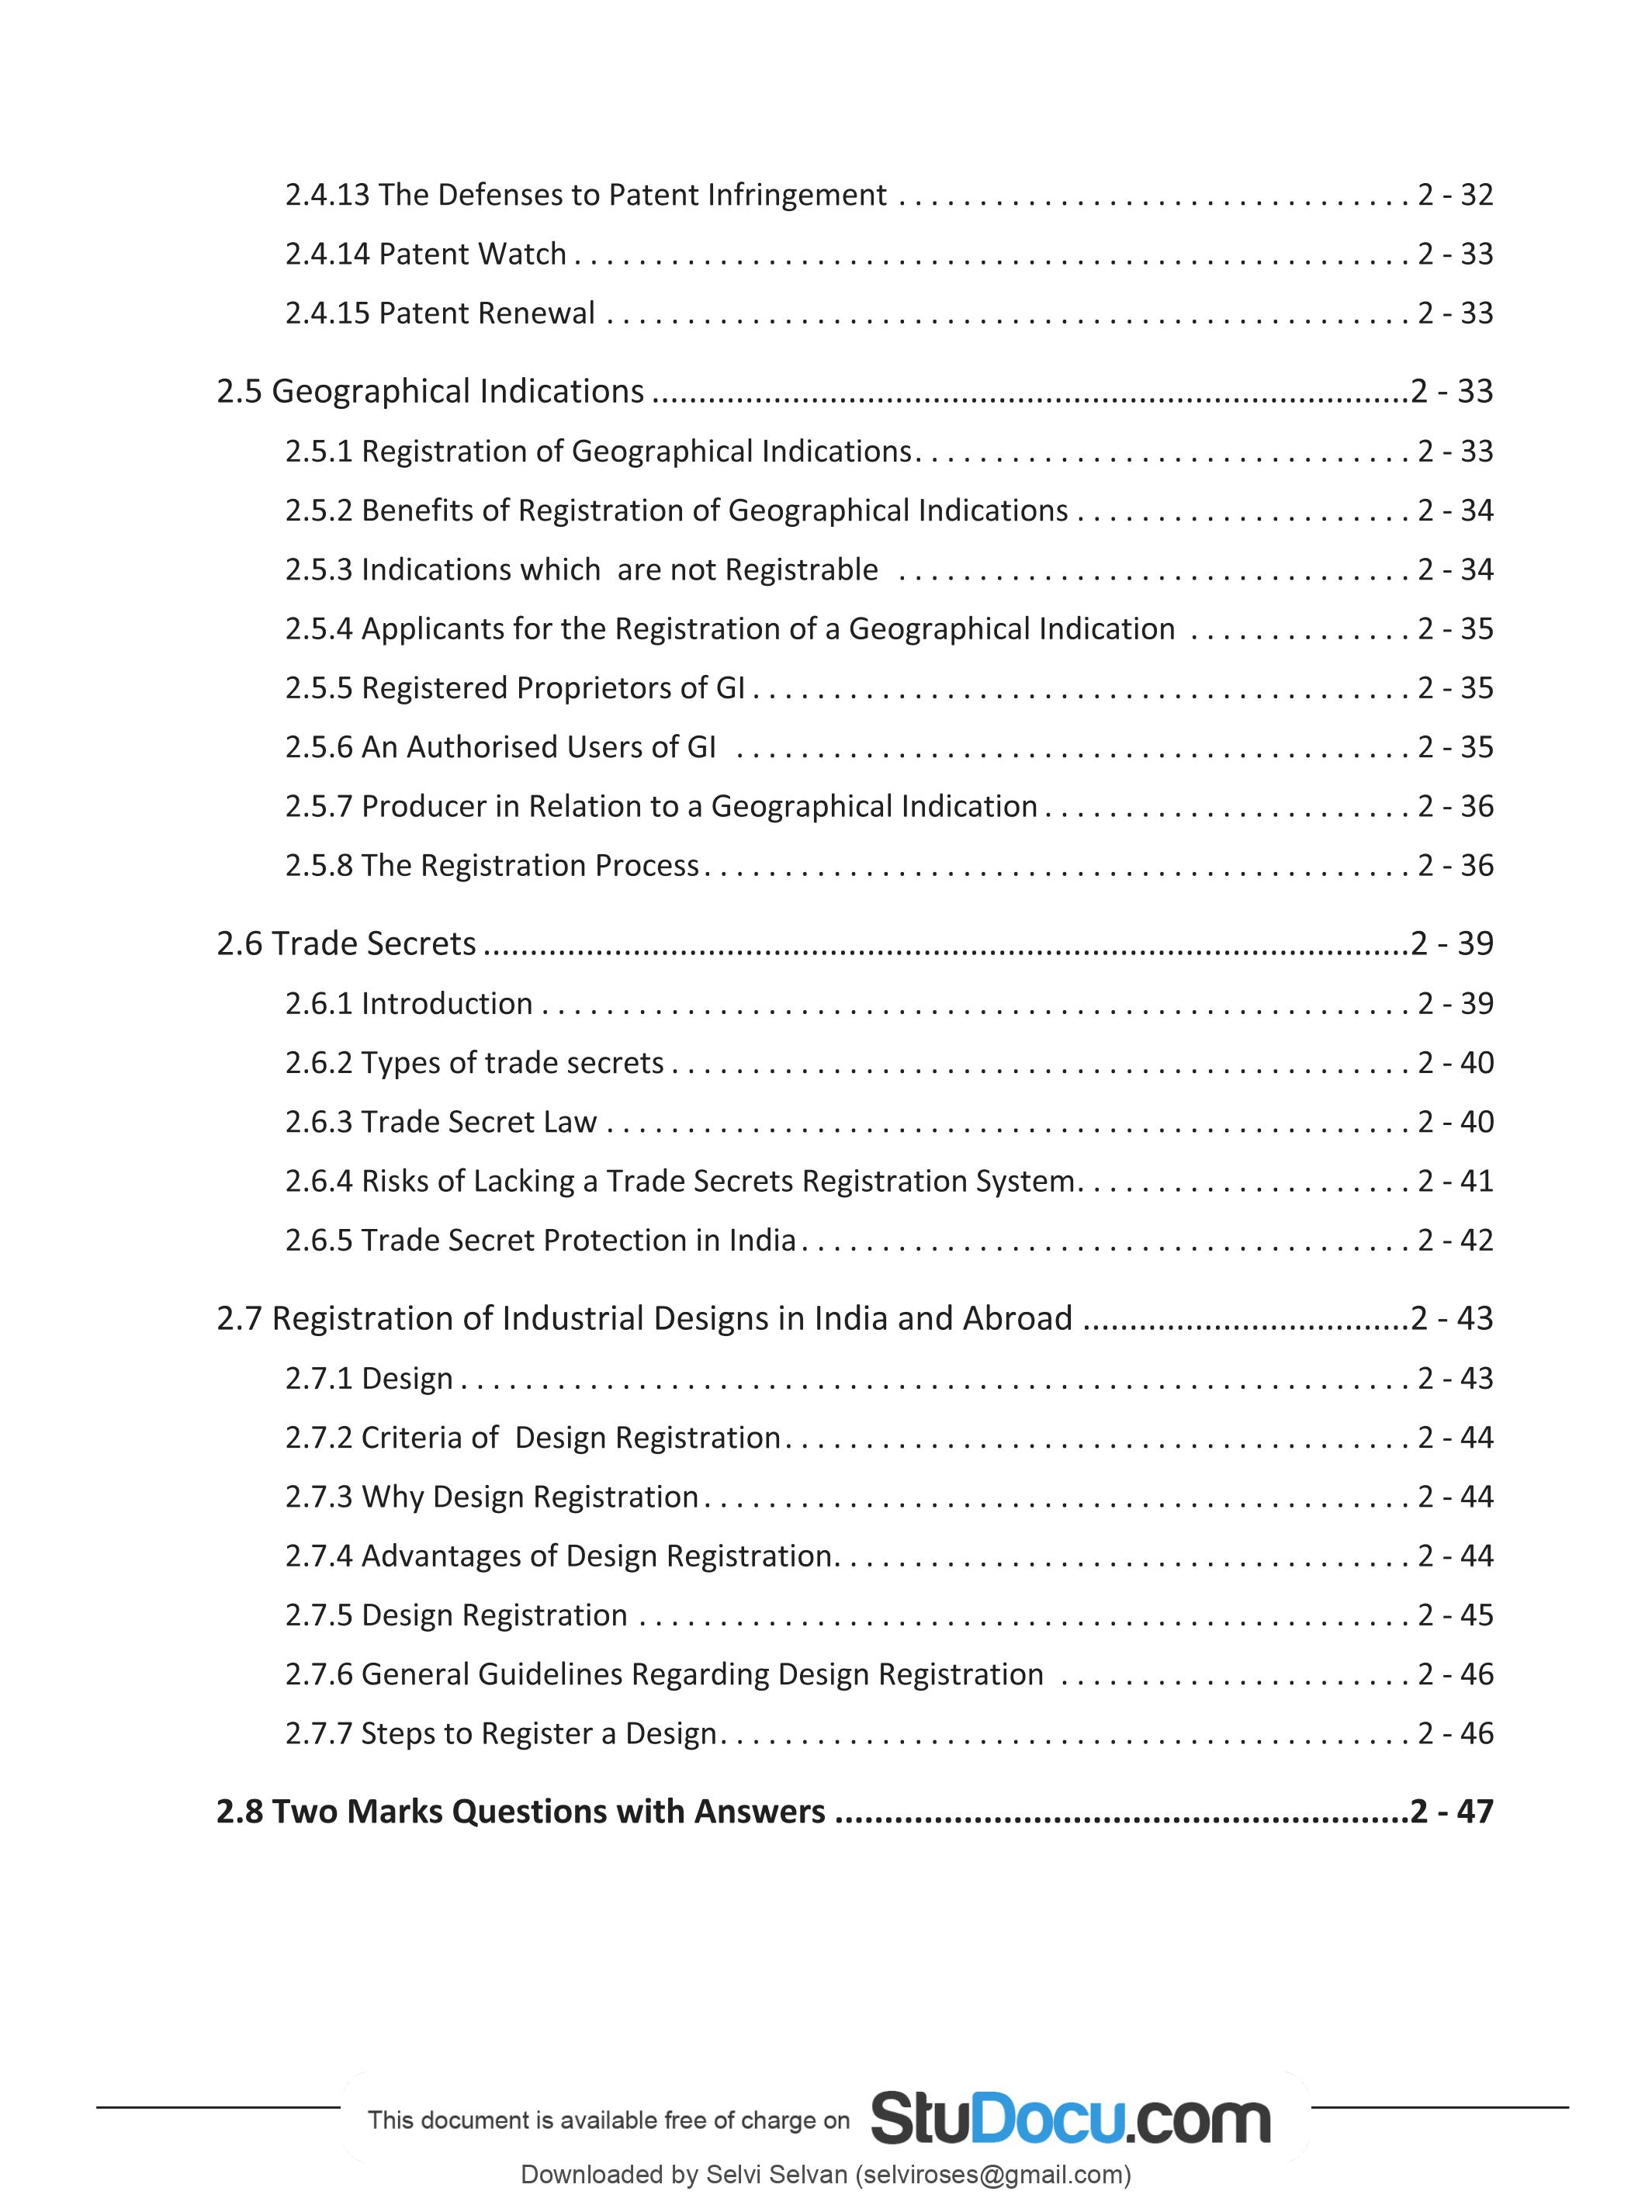 2.4.13 The Defenses to Patent Infringement . . . . . . . . . . . . . . . . . . . . . . . . . . . . . . . . 2 - 32
2.4.14 Patent Watch . . . . . . . . . . . . . . . . . . . . . . . . . . . . . . . . . . . . . . . . . . . . . . . . . . . . 2 - 33
2.4.15 Patent Renewal . . . . . . . . . . . . . . . . . . . . . . . . . . . . . . . . . . . . . . . . . . . . . . . . . . 2 - 33
2.5 Geographical Indications ..................................................................................2 - 33
2.5.1 Registration of Geographical Indications. . . . . . . . . . . . . . . . . . . . . . . . . . . . . . . 2 - 33
2.5.2 Benefits of Registration of Geographical Indications . . . . . . . . . . . . . . . . . . . . . 2 - 34
2.5.3 Indications which  are not Registrable  . . . . . . . . . . . . . . . . . . . . . . . . . . . . . . . . 2 - 34
2.5.4 Applicants for the Registration of a Geographical Indication  . . . . . . . . . . . . . . 2 - 35
2.5.5 Registered Proprietors of GI . . . . . . . . . . . . . . . . . . . . . . . . . . . . . . . . . . . . . . . . . 2 - 35
2.5.6 An Authorised Users of GI  . . . . . . . . . . . . . . . . . . . . . . . . . . . . . . . . . . . . . . . . . . 2 - 35
2.5.7 Producer in Relation to a Geographical Indication . . . . . . . . . . . . . . . . . . . . . . . 2 - 36
2.5.8 The Registration Process. . . . . . . . . . . . . . . . . . . . . . . . . . . . . . . . . . . . . . . . . . . . 2 - 36
2.6 Trade Secrets ....................................................................................................2 - 39
2.6.1 Introduction . . . . . . . . . . . . . . . . . . . . . . . . . . . . . . . . . . . . . . . . . . . . . . . . . . . . . . 2 - 39
2.6.2 Types of trade secrets . . . . . . . . . . . . . . . . . . . . . . . . . . . . . . . . . . . . . . . . . . . . . . 2 - 40
2.6.3 Trade Secret Law . . . . . . . . . . . . . . . . . . . . . . . . . . . . . . . . . . . . . . . . . . . . . . . . . . 2 - 40
2.6.4 Risks of Lacking a Trade Secrets Registration System. . . . . . . . . . . . . . . . . . . . . 2 - 41
2.6.5 Trade Secret Protection in India . . . . . . . . . . . . . . . . . . . . . . . . . . . . . . . . . . . . . . 2 - 42
2.7 Registration of Industrial Designs in India and Abroad ...................................2 - 43
2.7.1 Design . . . . . . . . . . . . . . . . . . . . . . . . . . . . . . . . . . . . . . . . . . . . . . . . . . . . . . . . . . . 2 - 43
2.7.2 Criteria of  Design Registration. . . . . . . . . . . . . . . . . . . . . . . . . . . . . . . . . . . . . . . 2 - 44
2.7.3 Why Design Registration. . . . . . . . . . . . . . . . . . . . . . . . . . . . . . . . . . . . . . . . . . . . 2 - 44
2.7.4 Advantages of Design Registration. . . . . . . . . . . . . . . . . . . . . . . . . . . . . . . . . . . . 2 - 44
2.7.5 Design Registration . . . . . . . . . . . . . . . . . . . . . . . . . . . . . . . . . . . . . . . . . . . . . . . . 2 - 45
2.7.6 General Guidelines Regarding Design Registration  . . . . . . . . . . . . . . . . . . . . . . 2 - 46
2.7.7 Steps to Register a Design. . . . . . . . . . . . . . . . . . . . . . . . . . . . . . . . . . . . . . . . . . . 2 - 46
2.8 Two Marks Questions with Answers ..........................................................2 - 47
This document is available free of charge on StuDocu.com
Downloaded by Selvi Selvan (selviroses@gmail.com)